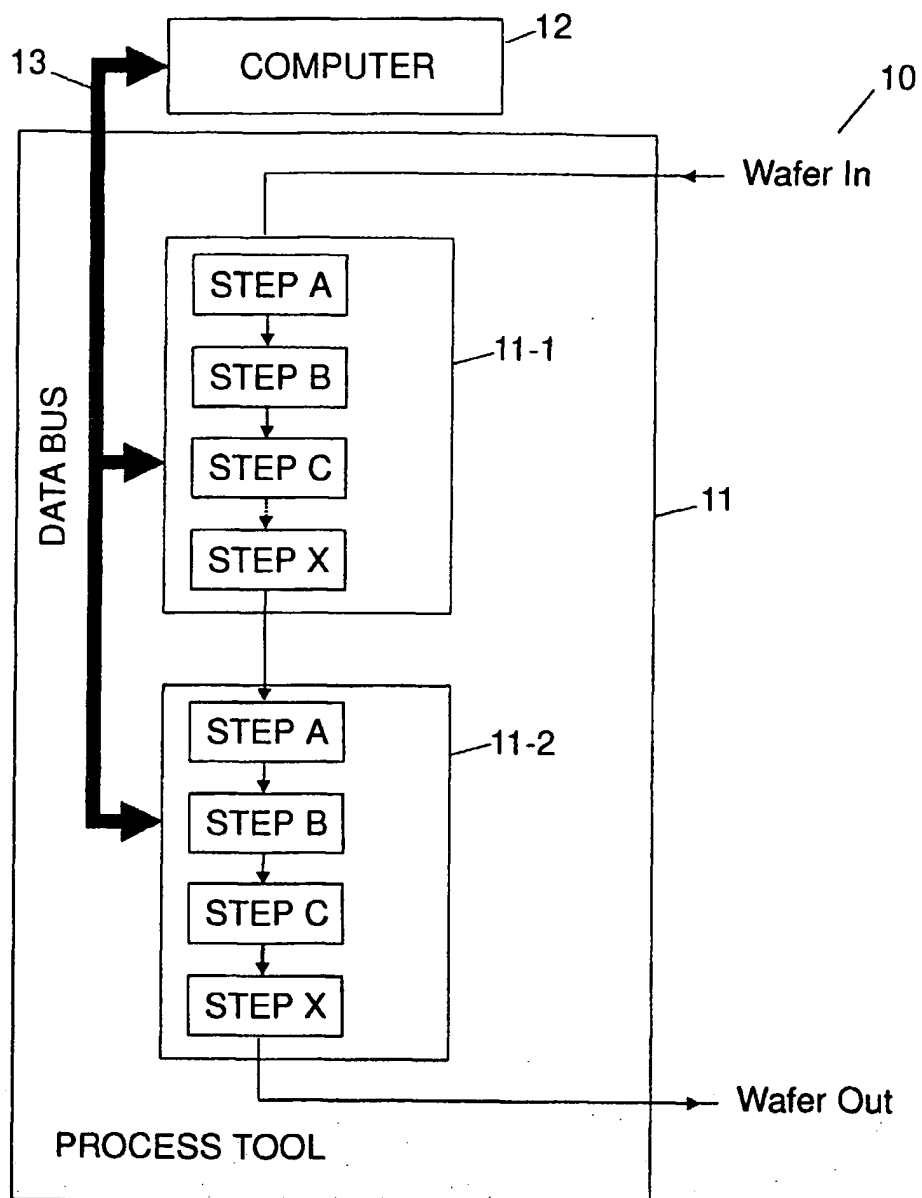 12
COMPUTER
13
10
Wafer In
STEP A
STEP B
11-1
STEP C
STEP X
DATA BUS
11
STEP A
11-2
STEP B
STEP C
STEP X
Wafer Out
PROCESS TOOL